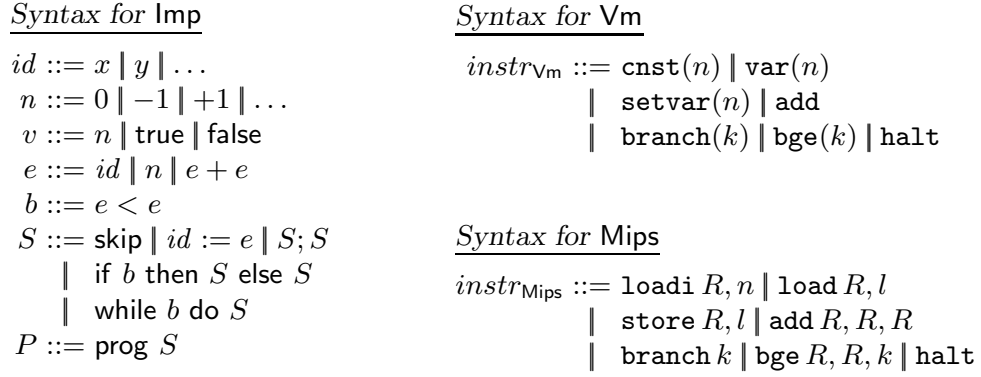 Syntax for Imp
id ::= x ‖ y ‖ . . .
n ::= 0 ‖ −1 ‖ +1 ‖ . . .
v ::= n ‖ true ‖ false
e ::= id ‖ n ‖ e + e
b ::= e < e
S ::= skip ‖ id := e ‖ S; S
‖ if b then S else S
‖ while b do S
P ::= prog S
Syntax for Vm
instr_Vm ::= cnst(n) ‖ var(n)
‖ setvar(n) ‖ add
‖ branch(k) ‖ bge(k) ‖ halt
Syntax for Mips
instr_Mips ::= loadi R, n ‖ load R, l
‖ store R, l ‖ add R, R, R
‖ branch k ‖ bge R, R, k ‖ halt